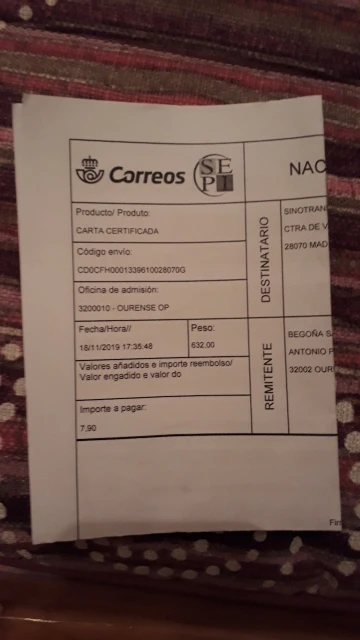 Correos
SEPI
NAC
Producto/ Produto:
CARTA CERTIFICADA
Código envío:
CD0CFH0001339610028070G
Oficina de admisión:
3200010 - OURENSE OP
Fecha/Hora//
18/11/2019 17:35:48
Peso:
632,00
Valores añadidos e importe reembolso/
Valor engadido e valor do
Importe a pagar:
7,90
DESTINATARIO
SINOTRAN
CTRA DE V
28070 MAD
REMITENTE
BEGOÑA S
ANTONIO P
32002 OUR
Fir